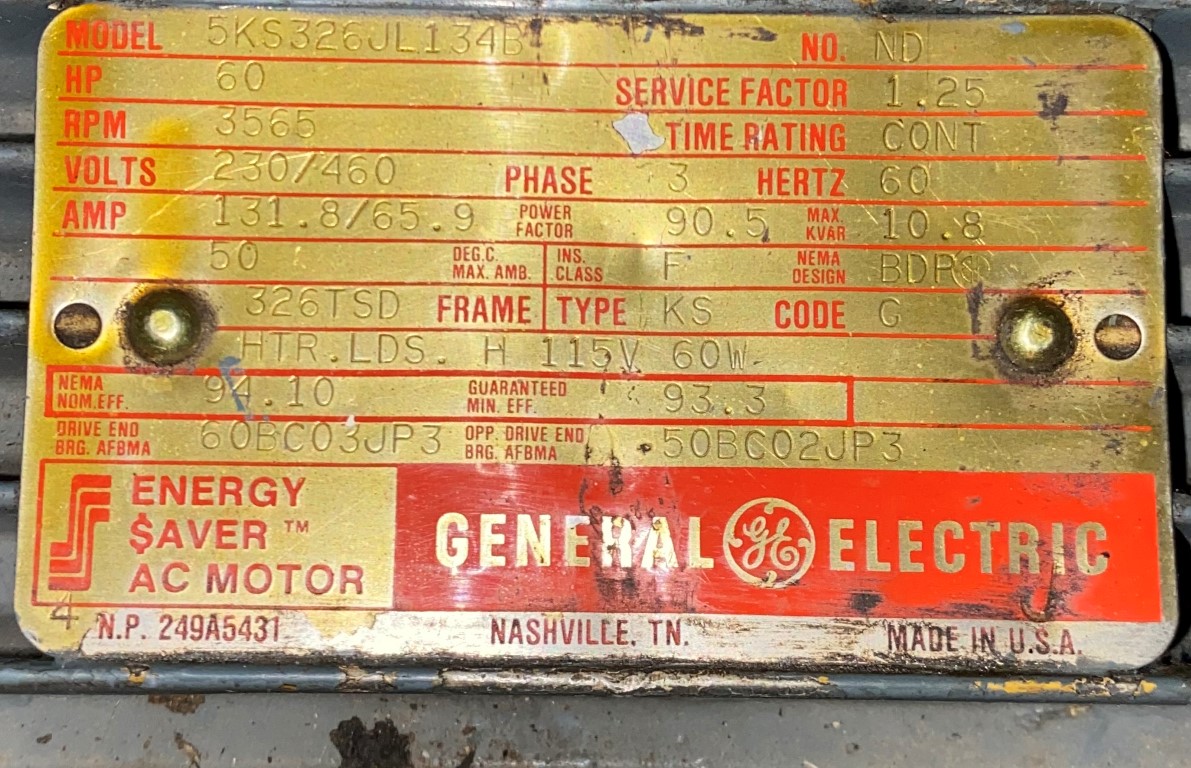 MODEL 5KS326JL134B NO. ND
HP 60 SERVICE FACTOR 1.25
RPM 3565 TIME RATING CONT
VOLTS 230/460 PHASE 3 HERTZ 60
AMP 131.8/65.9 POWER FACTOR 90.5 MAX. KVAR 10.8
50 DEG.C. MAX. AMB. INS. CLASS F NEMA DESIGN
326TSD FRAME TYPE KS CODE G
HTR.LDS. H 115V 60W
NEMA NOM.EFF. 94.10 GUARANTEED MIN. EFF. 93.3
DRIVE END BRG. AFBMA 60BC03JP3 OPP. DRIVE END BRG. AFBMA 50BC02JP3
ENERGY
$AVER ™
AC MOTOR
GENERAL GE ELECTRIC
4 N.P. 249A5431 NASHVILLE, TN. MADE IN U.S.A.